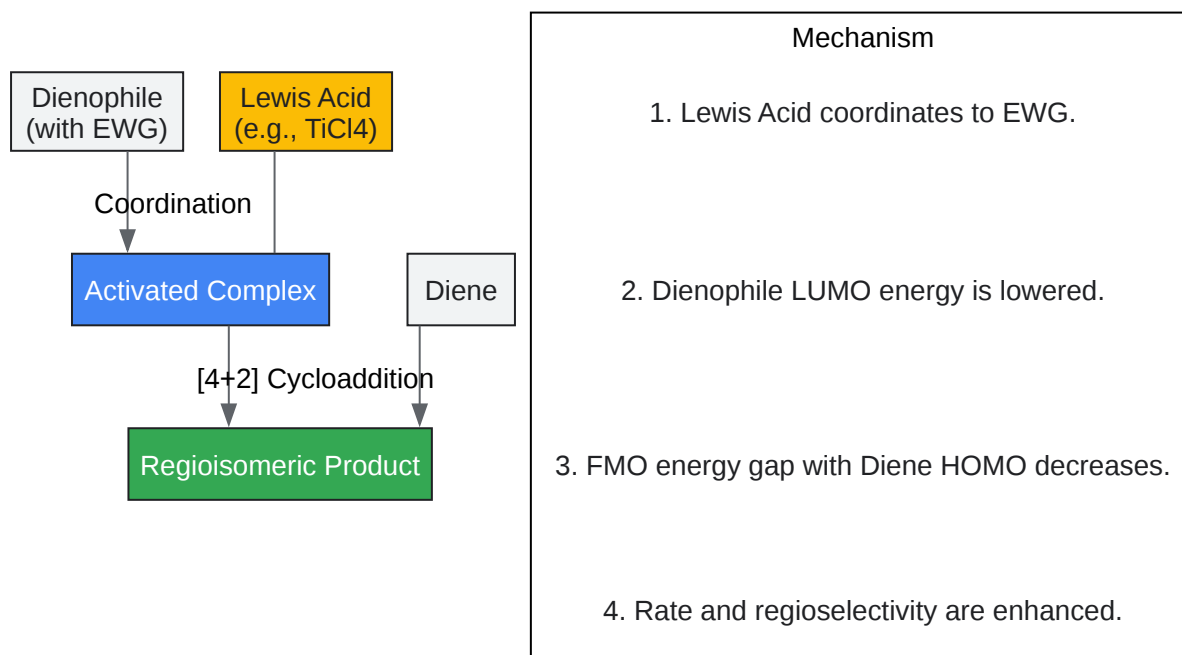 Dienophile
(with EWG)
Lewis Acid
(e.g., TiCl4)
Coordination
Activated Complex
Diene
[4+2] Cycloaddition
Regioisomeric Product
Mechanism
1. Lewis Acid coordinates to EWG.
2. Dienophile LUMO energy is lowered.
3. FMO energy gap with Diene HOMO decreases.
4. Rate and regioselectivity are enhanced.